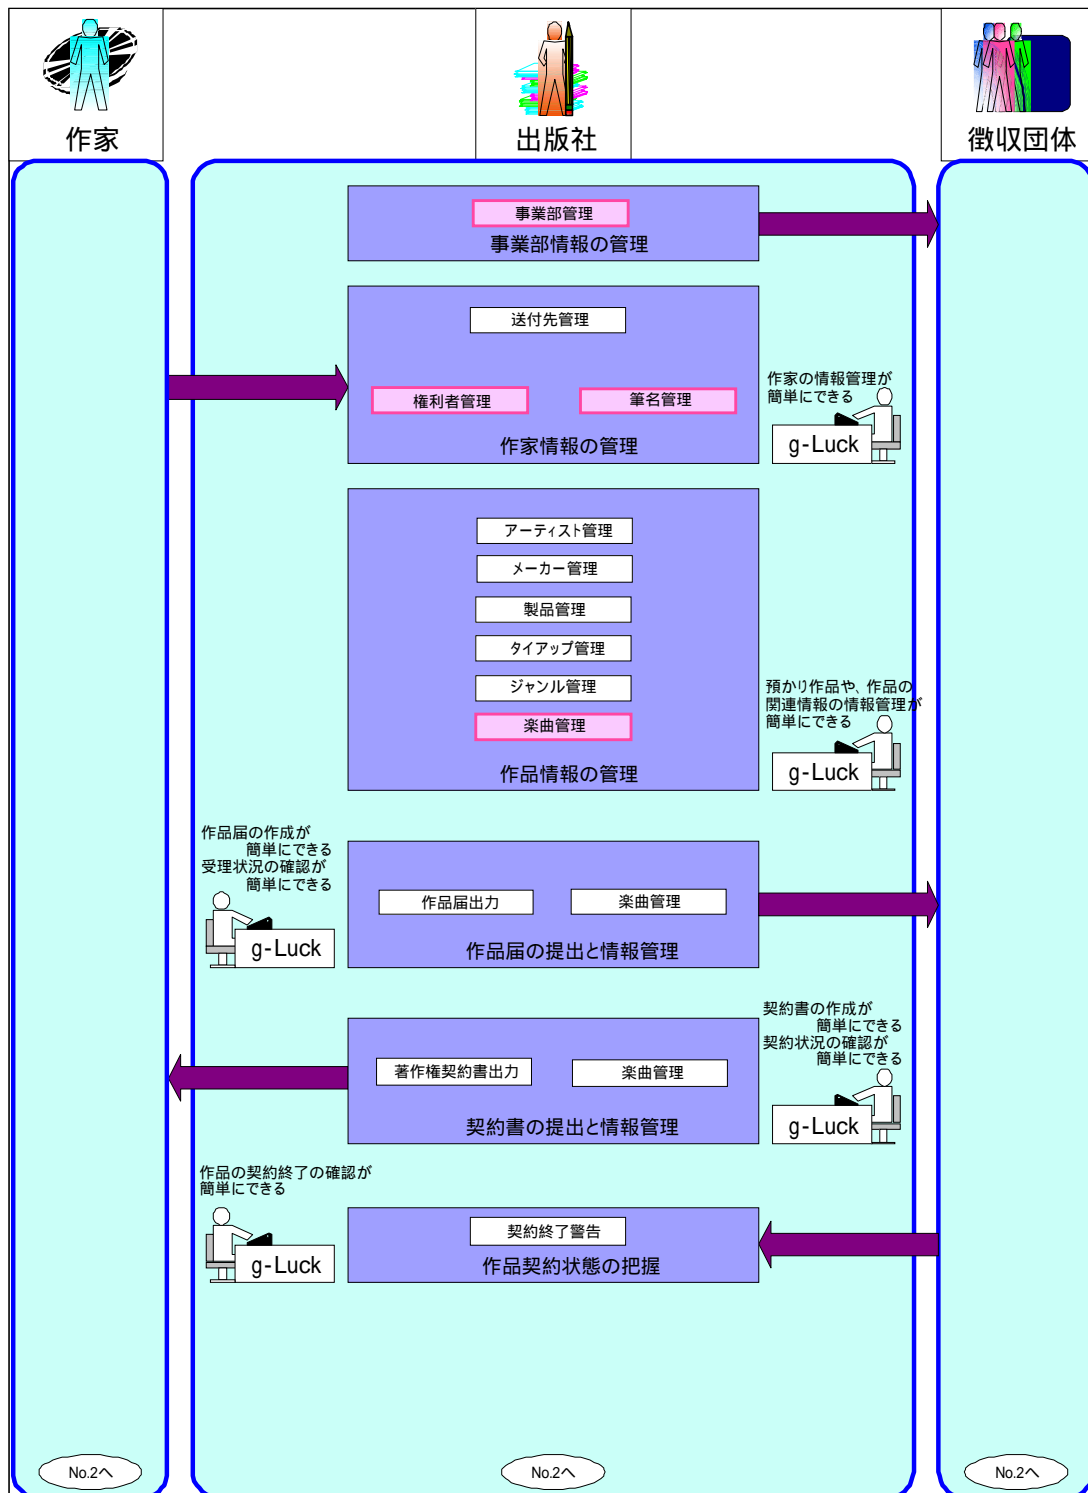 作家
出版社
徴収団体
事業部管理
事業部情報の管理
送付先管理
権利者管理
筆名管理
作家情報の管理
作家の情報管理が
簡単にできる
g-Luck
アーティスト管理
メーカー管理
製品管理
タイアップ管理
ジャンル管理
楽曲管理
作品情報の管理
預かり作品や、作品の
関連情報の情報管理が
簡単にできる
g-Luck
作品届の作成が
簡単にできる
受理状況の確認が
簡単にできる
g-Luck
作品届出力
楽曲管理
作品届の提出と情報管理
契約書の作成が
簡単にできる
契約状況の確認が
簡単にできる
g-Luck
著作権契約書出力
楽曲管理
契約書の提出と情報管理
作品の契約終了の確認が
簡単にできる
g-Luck
契約終了警告
作品契約状態の把握
No.2へ
No.2へ
No.2へ